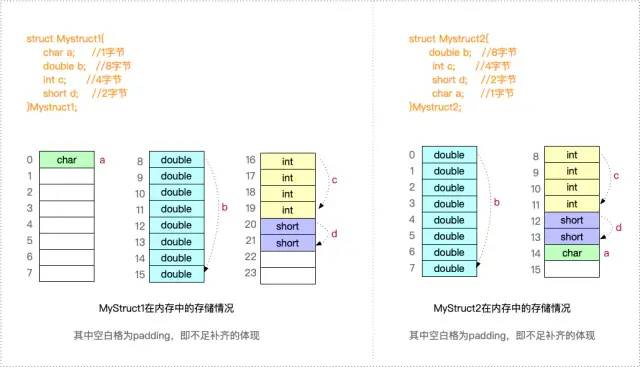 struct Mystruct1{
char a; //1字节
double b; //8字节
int c; //4字节
short d; //2字节
}Mystruct1;
0 char a
1
2
3
4
5
6
7
8 double
9 double
10 double
11 double b
12 double
13 double
14 double
15 double
16 int
17 int c
18 int
19 int
20 short d
21 short
22
23
MyStruct1在内存中的存储情况
其中空白格为padding，即不足补齐的体现
struct Mystruct2{
double b; //8字节
int c; //4字节
short d; //2字节
char a; //1字节
}Mystruct2;
0 double
1 double
2 double
3 double b
4 double
5 double
6 double
7 double
8 int
9 int c
10 int
11 int
12 short d
13 short
14 char a
15
MyStruct2在内存中的存储情况
其中空白格为padding，即不足补齐的体现